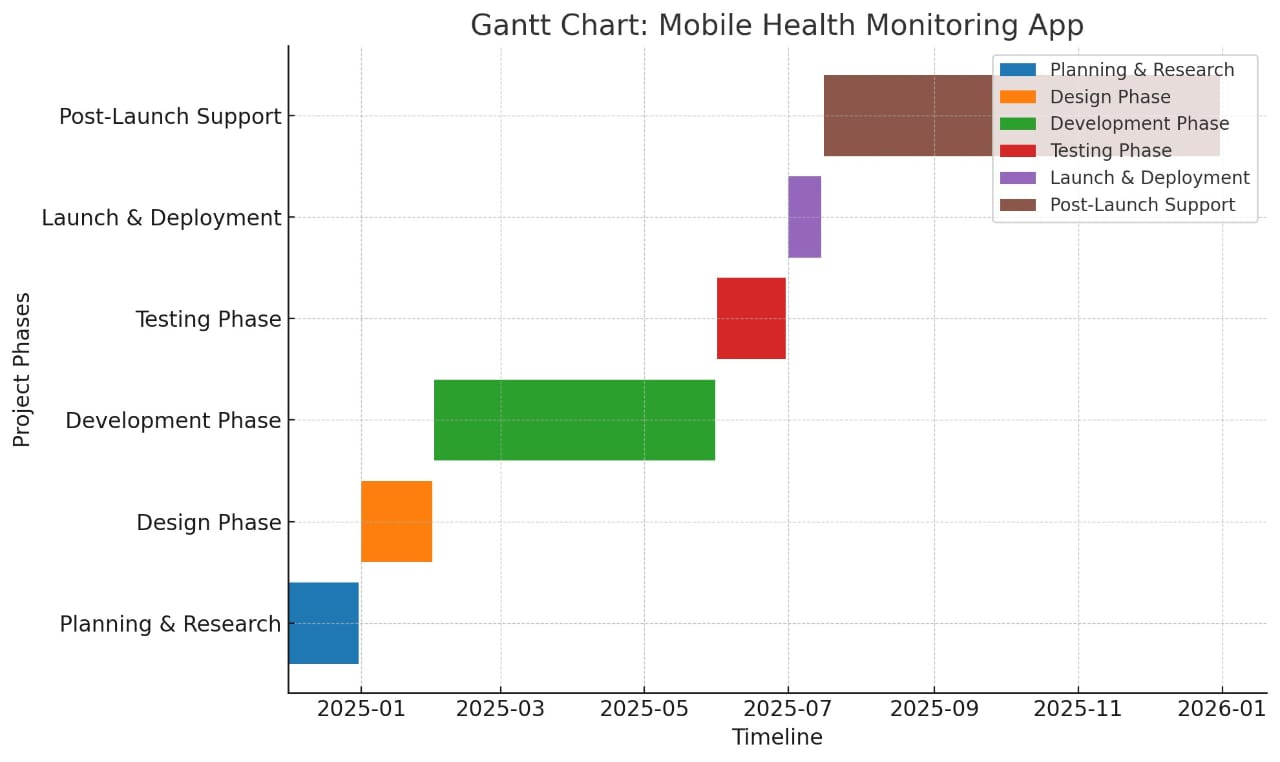 Gantt Chart: Mobile Health Monitoring App
Planning & Research
Design Phase
Development Phase
Testing Phase
Launch & Deployment
Post-Launch Support
Project Phases
Post-Launch Support
Launch & Deployment
Testing Phase
Development Phase
Design Phase
Planning & Research
2025-01 2025-03 2025-05 2025-07 2025-09 2025-11 2026-01
Timeline